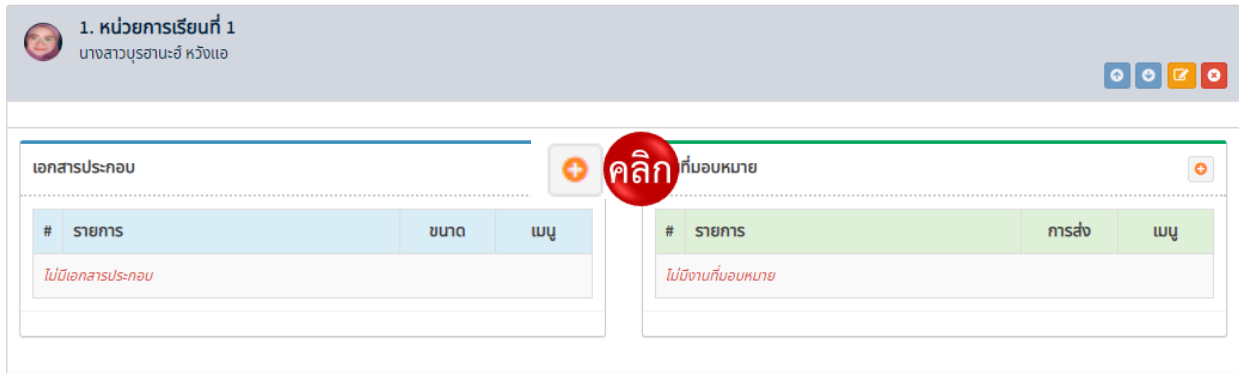 1. หน่วยการเรียนที่ 1
นางสาวบุรฮานะฮ์ หวังแอ
เอกสารประกอบ
คลิก
ที่มอบหมาย
# รายการ ขนาด เมนู
ไม่มีเอกสารประกอบ
# รายการ การส่ง เมนู
ไม่มีงานที่มอบหมาย